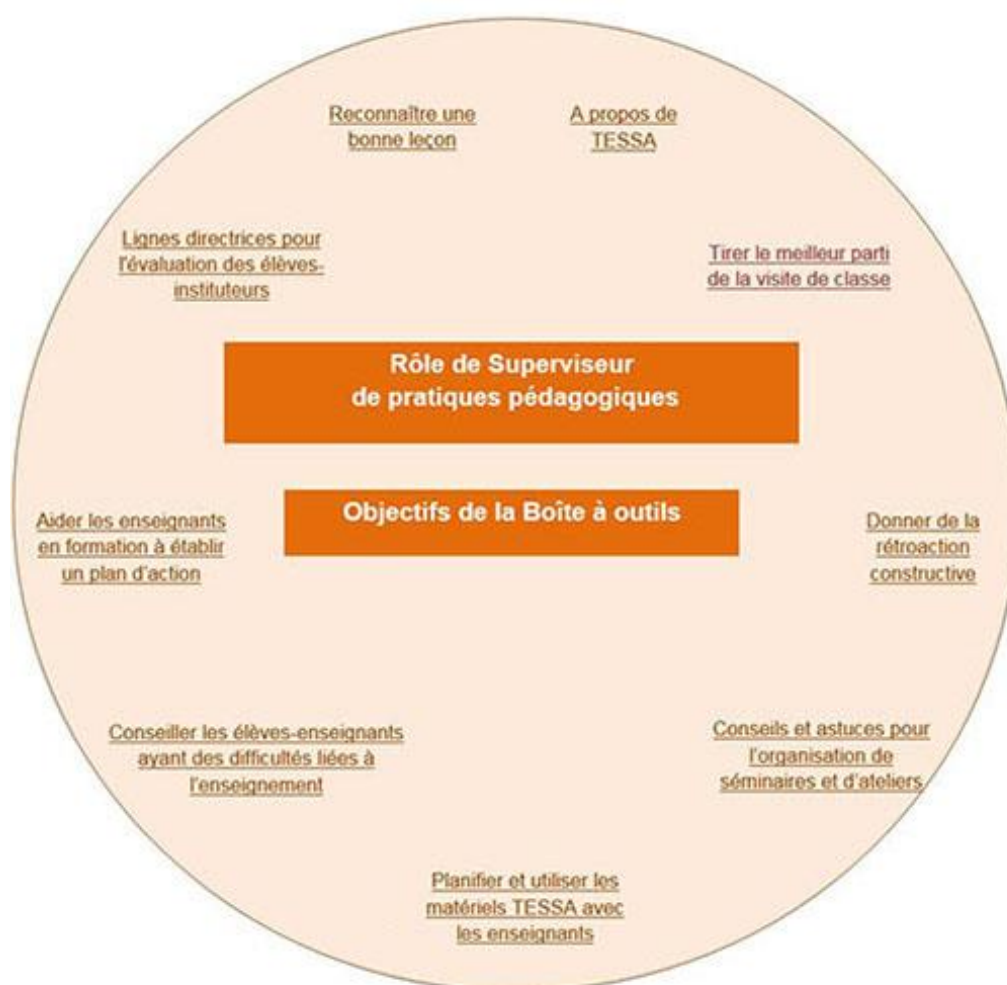 Reconnaître une
bonne leçon
A propos de
TESSA
Lignes directrices pour
l'évaluation des élèves-
instituteurs
Tirer le meilleur parti
de la visite de classe
Rôle de Superviseur
de pratiques pédagogiques
Objectifs de la Boîte à outils
Aider les enseignants
en formation à établir
un plan d'action
Donner de la
rétroaction
constructive
Conseiller les élèves-enseignants
ayant des difficultés liées à
l'enseignement
Conseils et astuces pour
l'organisation de
séminaires et d'ateliers
Planifier et utiliser les
matériels TESSA avec
les enseignants